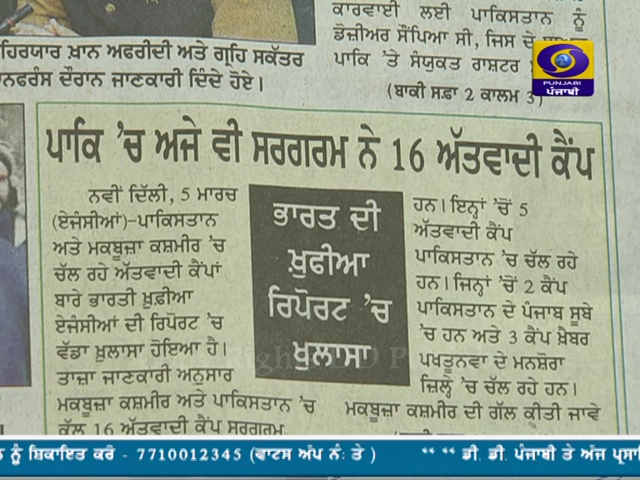 ਹਰਿਯਾਰ ਖ਼ਾਨ ਅਫਰੀਦੀ ਅਤੇ ਗ੍ਰਹਿ ਸਕੱਤਰ
ਦੌਰਾਨ ਜਾਣਕਾਰੀ ਦਿੰਦੇ ਹੋਏ।
ਕਾਰਵਾਈ ਲਈ ਪਾਕਿਸਤਾਨ ਨੂੰ
ਡੋਜ਼ੀਅਰ ਸੌਂਪਿਆ ਸੀ, ਜਿਸ ਦੇ
ਪਾਕਿ 'ਤੇ ਸੰਯੁਕਤ ਰਾਸ਼ਟਰ
(ਬਾਕੀ ਸਫ਼ਾ 2 ਕਾਲਮ 3)
PUNJABI
ਪੰਜਾਬੀ
ਪਾਕਿ 'ਚ ਅਜੇ ਵੀ ਸਰਗਰਮ ਨੇ 16 ਅੱਤਵਾਦੀ ਕੈਂਪ
ਨਵੀਂ ਦਿੱਲੀ, 5 ਮਾਰਚ
(ਏਜੰਸੀਆਂ)-ਪਾਕਿਸਤਾਨ
ਅਤੇ ਮਕਬੂਜ਼ਾ ਕਸ਼ਮੀਰ 'ਚ
ਚੱਲ ਰਹੇ ਅੱਤਵਾਦੀ ਕੈਂਪਾਂ
ਬਾਰੇ ਭਾਰਤੀ ਖ਼ੁਫ਼ੀਆ
ਏਜੰਸੀਆਂ ਦੀ ਰਿਪੋਰਟ 'ਚ
ਵੱਡਾ ਖ਼ੁਲਾਸਾ ਹੋਇਆ ਹੈ।
ਤਾਜ਼ਾ ਜਾਣਕਾਰੀ ਅਨੁਸਾਰ
ਮਕਬੂਜ਼ਾ ਕਸ਼ਮੀਰ ਅਤੇ ਪਾਕਿਸਤਾਨ 'ਚ
ਕੁੱਲ 16 ਅੱਤਵਾਦੀ ਕੈਂਪ ਸਰਗਰਮ
ਭਾਰਤ ਦੀ
ਖ਼ੁਫੀਆ
ਰਿਪੋਰਟ 'ਚ
ਖੁਲਾਸਾ
ਹਨ। ਇਨ੍ਹਾਂ 'ਚੋਂ 5
ਅੱਤਵਾਦੀ ਕੈਂਪ
ਪਾਕਿਸਤਾਨ 'ਚ ਚੱਲ ਰਹੇ
ਹਨ। ਜਿਨ੍ਹਾਂ 'ਚੋਂ 2 ਕੈਂਪ
ਪਾਕਿਸਤਾਨ ਦੇ ਪੰਜਾਬ ਸੂਬੇ
'ਚ ਹਨ ਅਤੇ 3 ਕੈਂਪ ਖ਼ੈਬਰ
ਪਖਤੂਨਵਾ ਦੇ ਮਨਸ਼ੇਰਾ
ਜ਼ਿਲ੍ਹੇ 'ਚ ਚੱਲ ਰਹੇ ਹਨ।
ਮਕਬੂਜ਼ਾ ਕਸ਼ਮੀਰ ਦੀ ਗੱਲ ਕੀਤੀ ਜਾਵੇ
ਨੂੰ ਸ਼ਿਕਾਇਤ ਕਰੋ - 7710012345 (ਵਾਟਸ ਅੱਪ ਨੰ: ਤੇ ) ** ** ਡੀ. ਡੀ. ਪੰਜਾਬੀ ਤੇ ਅੱਜ